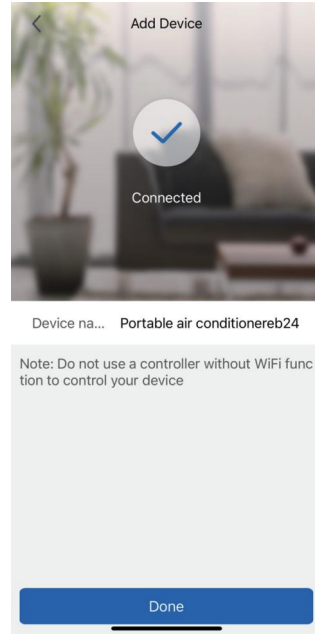 Add Device
Connected
Device na... Portable air conditionereb24
Note: Do not use a controller without WiFi func
tion to control your device
Done